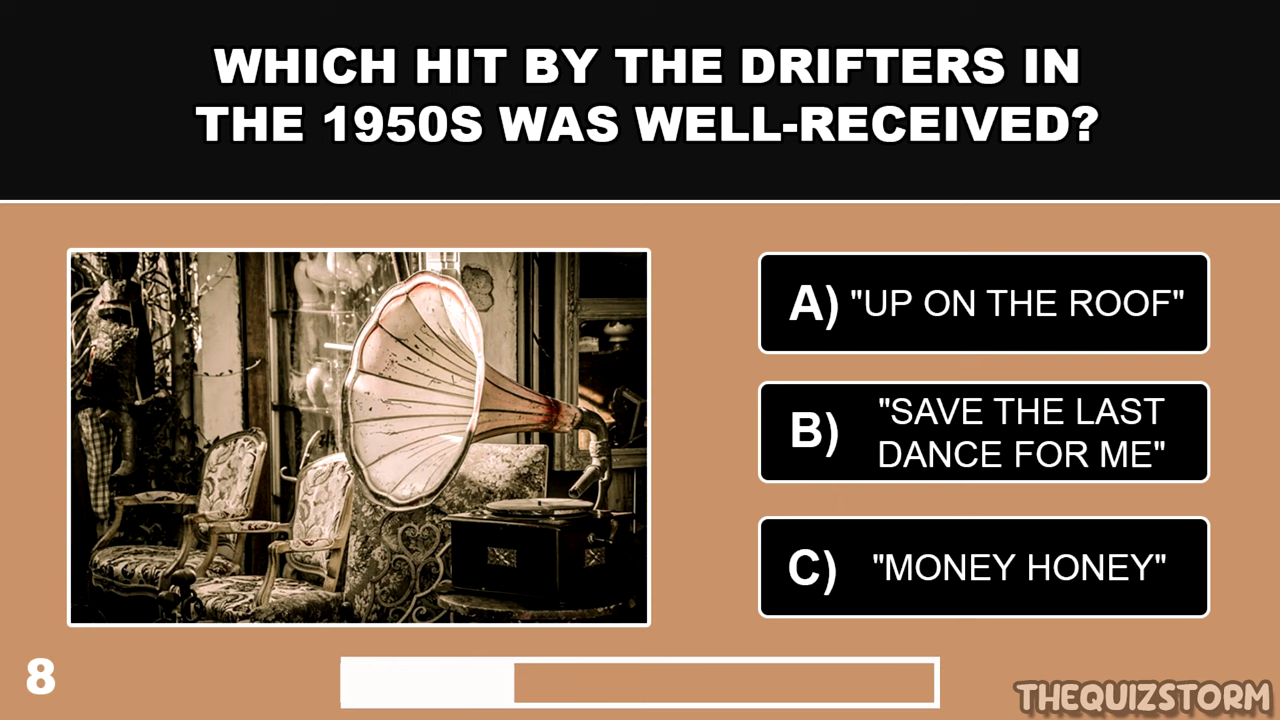 WHICH HIT BY THE DRIFTERS IN
THE 1950S WAS WELL-RECEIVED?
A) "UP ON THE ROOF"
B) "SAVE THE LAST
DANCE FOR ME"
C) "MONEY HONEY"
8
THEQUIZSTORM